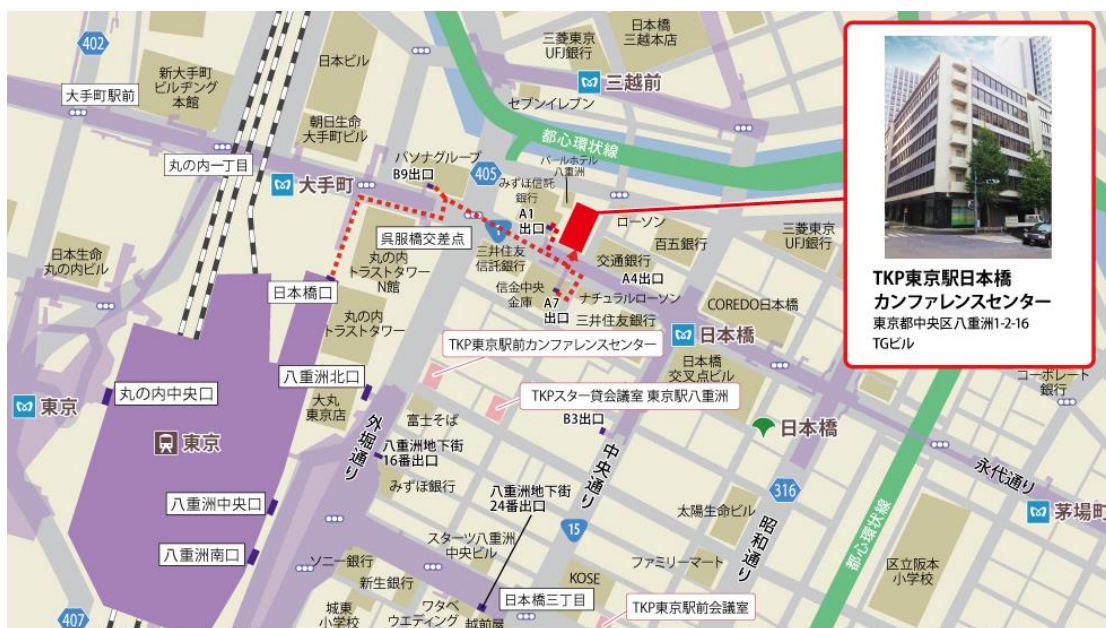 402
新大手町
ビルヂング
本館
大手町駅前
日本ビル
朝日生命
大手町ビル
丸の内一丁目
大手町
パソナグループ
B9出口
405
三菱東京
UFJ銀行
日本橋
三越本店
三越前
セブンイレブン
都心環状線
パールホテル
八重洲
みずほ信託
銀行
A1
出口
1
ローソン
百五銀行
三菱東京
UFJ銀行
呉服橋交差点
三井住友
信託銀行
交通銀行
A4出口
丸の内
トラストタワー
N館
信金中央
金庫
A7
出口
ナチュラルローソン
三井住友銀行
COREDO日本橋
日本橋
日本生命
丸の内ビル
日本橋口
丸の内
トラストタワー
TKP東京駅前カンファレンスセンター
日本橋
交叉点ビル
TKP東京駅日本橋
カンファレンスセンター
東京都中央区八重洲1-2-16
TGビル
コーポレート
銀行
東京
丸の内中央口
東京
八重洲北口
大丸
東京店
TKPスター貸会議室 東京駅八重洲
富士そば
B3出口
日本橋
外堀通り
八重洲地下街
16番出口
中央通り
永代通り
みずほ銀行
八重洲中央口
八重洲地下街
24番出口
316
茅場町
15
太陽生命ビル
昭和通り
スターツ八重洲
中央ビル
八重洲南口
ソニー銀行
新生銀行
KOSE
ファミリーマート
都心環状線
区立阪本
小学校
407
城東
小学校
ワタベ
ウエディング
越前屋
日本橋三丁目
TKP東京駅前会議室